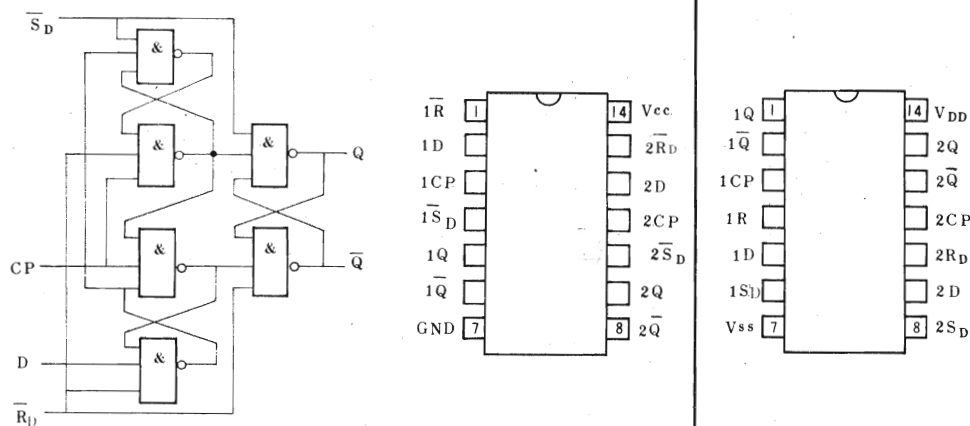 S̅D
&
&
&
&
&
&
Q
Q̅
CP
D
R̅D
1R̅ 1 14 Vcc
1D 2R̅D
1CP 2D
1S̅D 2CP
1Q 2S̅D
1Q̅ 2Q
GND 7 8 2Q̅
1Q 1 14 VDD
1Q̅ 2Q
1CP 2Q̅
1R 2CP
1D 2RD
1SD 2D
Vss 7 8 2SD